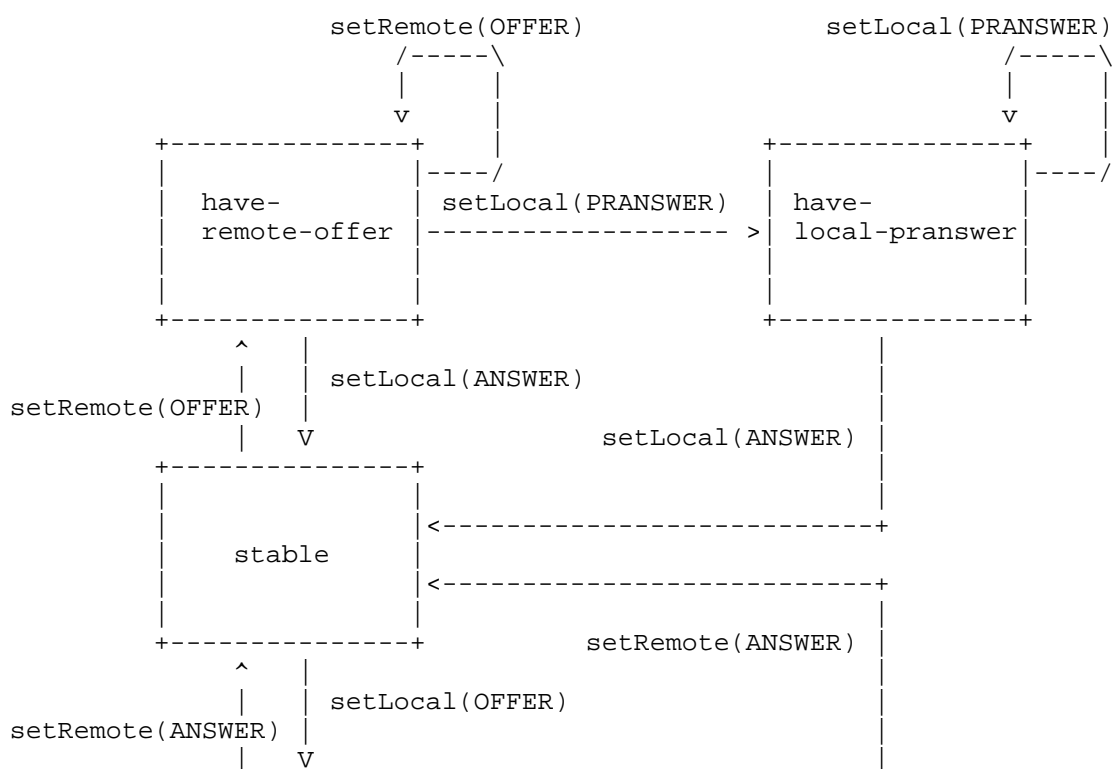 setRemote(OFFER) setLocal(PRANSWER)
have- setLocal(PRANSWER) have-
remote-offer local-pranswer
setLocal(ANSWER)
setRemote(OFFER)
setLocal(ANSWER)
stable
setRemote(ANSWER)
setLocal(OFFER)
setRemote(ANSWER)